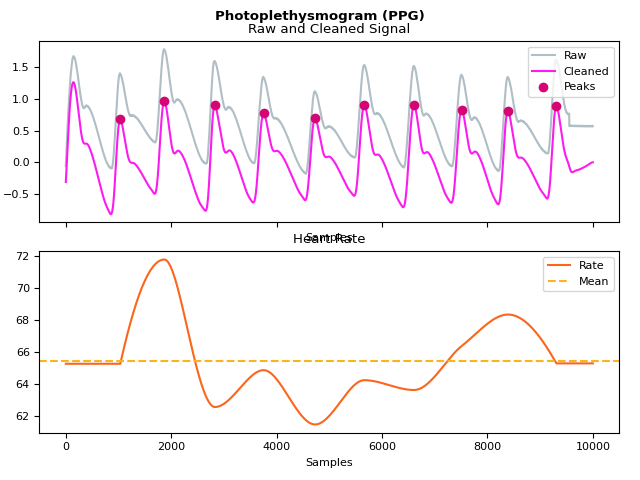 Photoplethysmogram (PPG)
Raw and Cleaned Signal
Raw
Cleaned
Peaks
1.5
1.0
0.5
0.0
−0.5
Samples
Heart Rate
Rate
Mean
72
70
68
66
64
62
0 2000 4000 6000 8000 10000
Samples